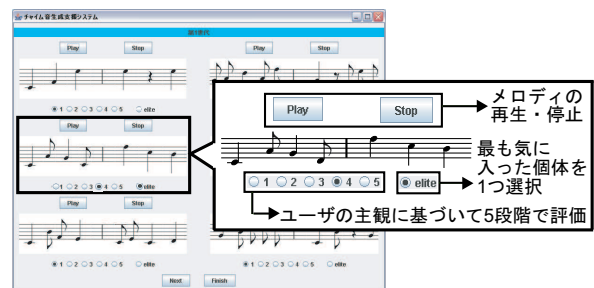 チャイム音生成支援システム
第1世代
Play Stop
Play Stop
1 2 3 4 5 elite
Play Stop
1 2 3 4 5 elite
Play Stop
1 2 3 4 5 elite
1 2 3 4 5 elite
Next Finish
Play Stop
メロディの
再生・停止
1 2 3 4 5 elite
最も気に
入った個体を
1つ選択
ユーザの主観に基づいて5段階で評価